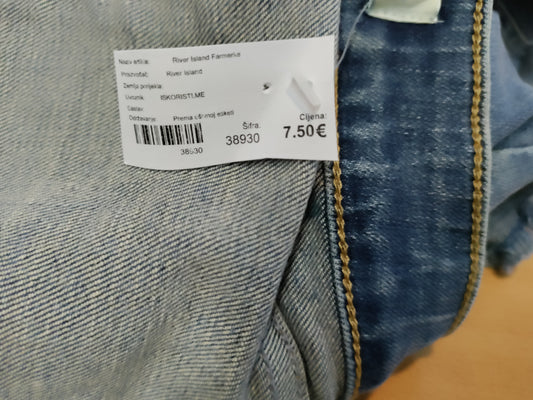 Naziv artikla: River Island Farmerke
Proizvođač: River Island
Zemlja porijekla:
Uvoznik: ISKORISTI.ME
Sastav:
Održavanje: Prema ušivnoj etiketi
Šifra: Cijena:
38930 7.50€
38930